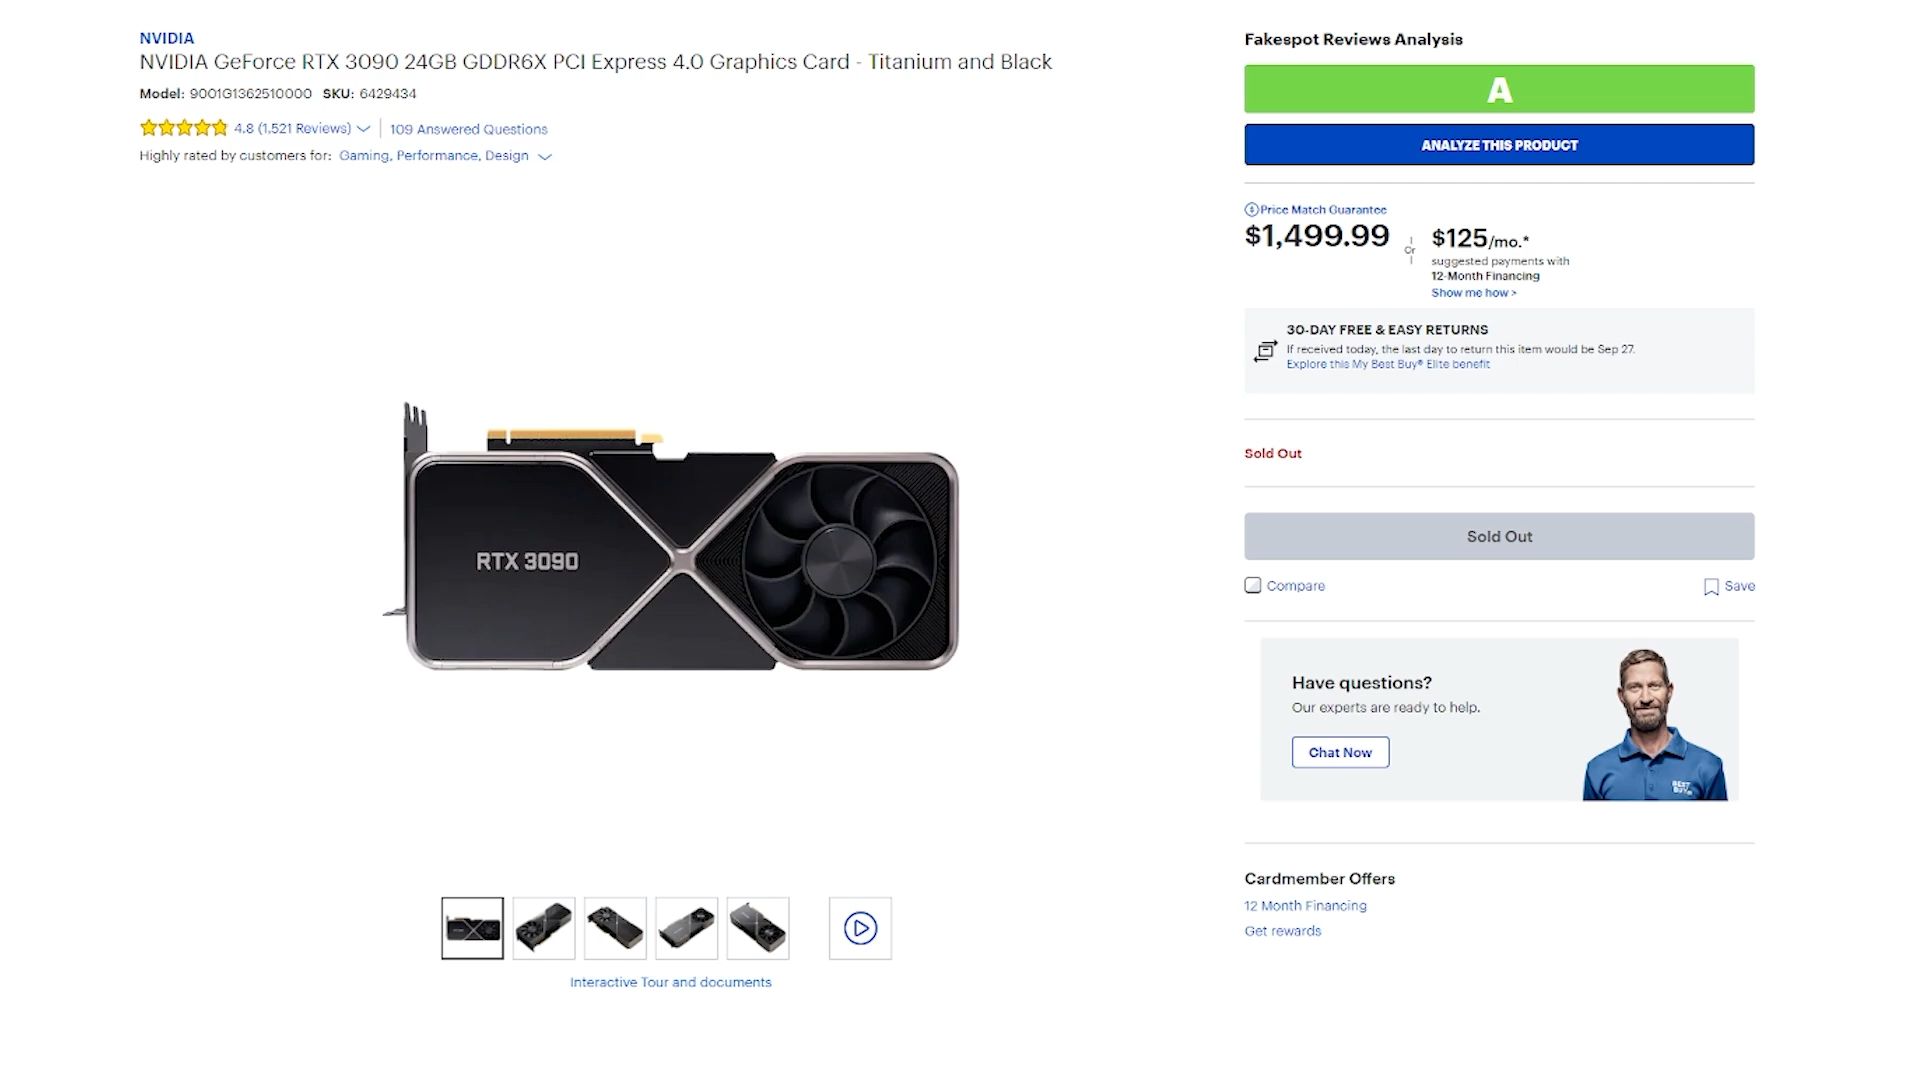 NVIDIA
NVIDIA GeForce RTX 3090 24GB GDDR6X PCI Express 4.0 Graphics Card - Titanium and Black
Model: 9001G1362510000 SKU: 6429434
4.8 (1,521 Reviews) 109 Answered Questions
Highly rated by customers for: Gaming, Performance, Design
RTX 3090
Interactive Tour and documents
Fakespot Reviews Analysis
A
ANALYZE THIS PRODUCT
Price Match Guarantee
$1,499.99
Or
$125/mo.*
suggested payments with
12-Month Financing
Show me how >
30-DAY FREE & EASY RETURNS
If received today, the last day to return this item would be Sep 27.
Explore this My Best Buy® Elite benefit
Sold Out
Sold Out
Compare
Save
Have questions?
Our experts are ready to help.
Chat Now
BEST
BUY
Cardmember Offers
12 Month Financing
Get rewards